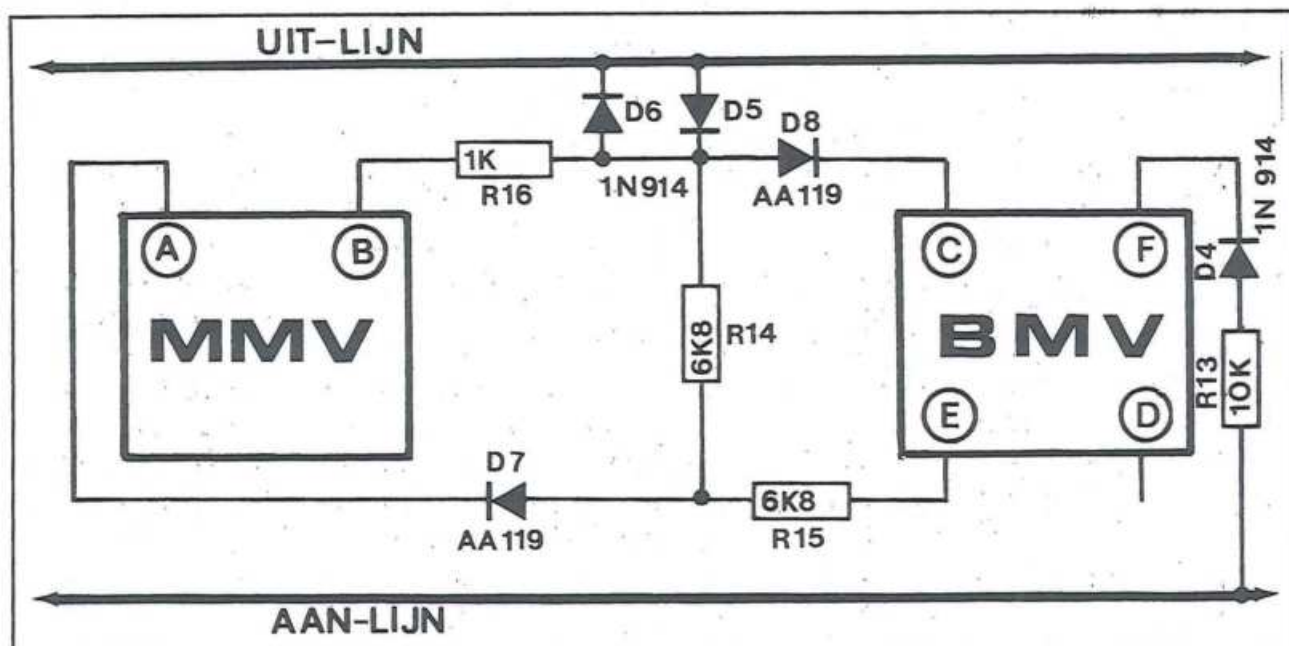 UIT-LIJN
D6
D5
D8
1K
R16
1N914
AA119
1N 914
A
B
C
F
D4
MMV
6K8
R14
BMV
R13
10K
E
D
D7
AA119
6K8
R15
AAN-LIJN